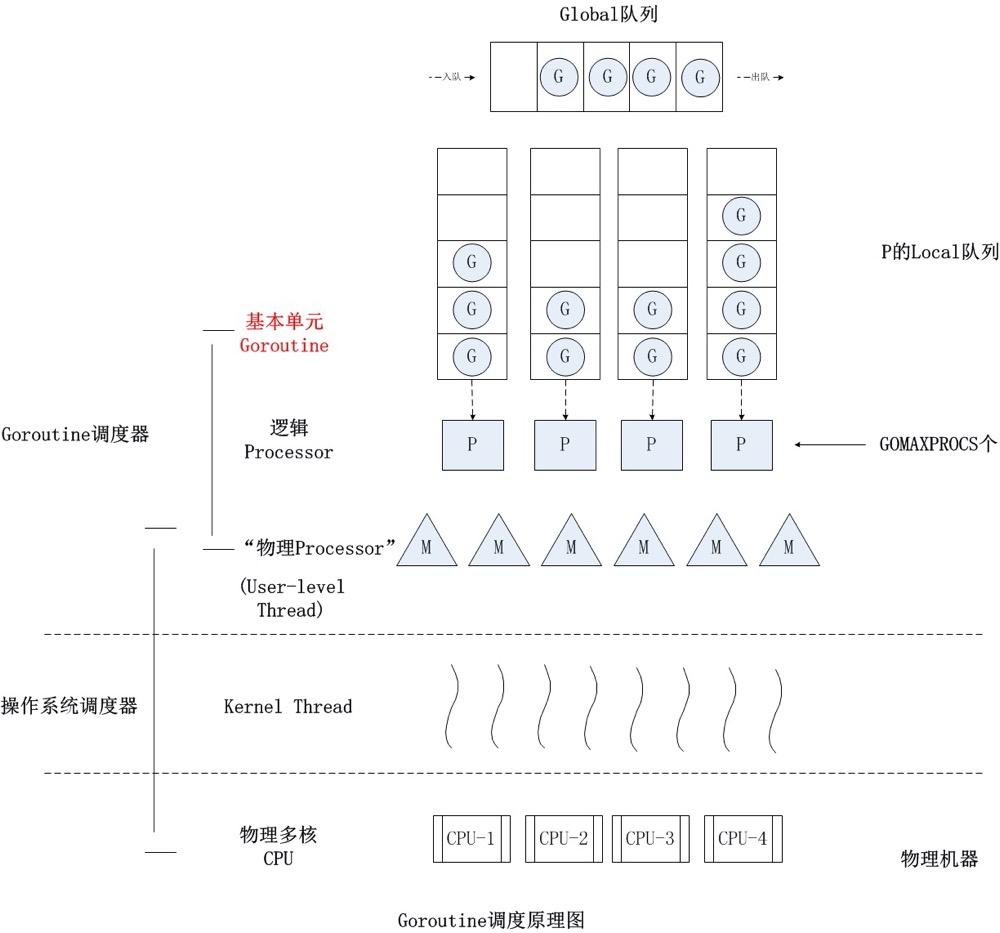 Global队列
--入队
G
G
G
G
--出队
G
G
P的Local队列
G
G
G
G
G
G
基本单元
Goroutine
G
G
G
G
Goroutine调度器
逻辑
Processor
P
P
P
P
GOMAXPROCS个
“物理Processor”
M
M
M
M
M
M
(User-level
Thread)
操作系统调度器
Kernel Thread
物理多核
CPU
CPU-1
CPU-2
CPU-3
CPU-4
物理机器
Goroutine调度原理图